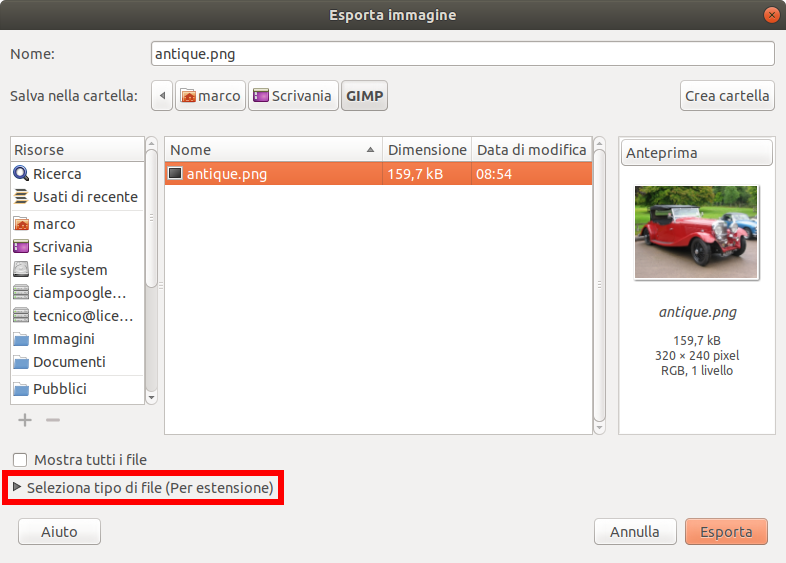 Esporta immagine
Nome:
antique.png
Salva nella cartella:
marco
Scrivania
GIMP
Crea cartella
Risorse
Ricerca
Usati di recente
marco
Scrivania
File system
ciampoogle...
tecnico@lice...
Immagini
Documenti
Pubblici
Nome Dimensione Data di modifica
antique.png 159,7 kB 08:54
Anteprima
antique.png
159,7 kB
320 × 240 pixel
RGB, 1 livello
Mostra tutti i file
Seleziona tipo di file (Per estensione)
Aiuto
Annulla
Esporta